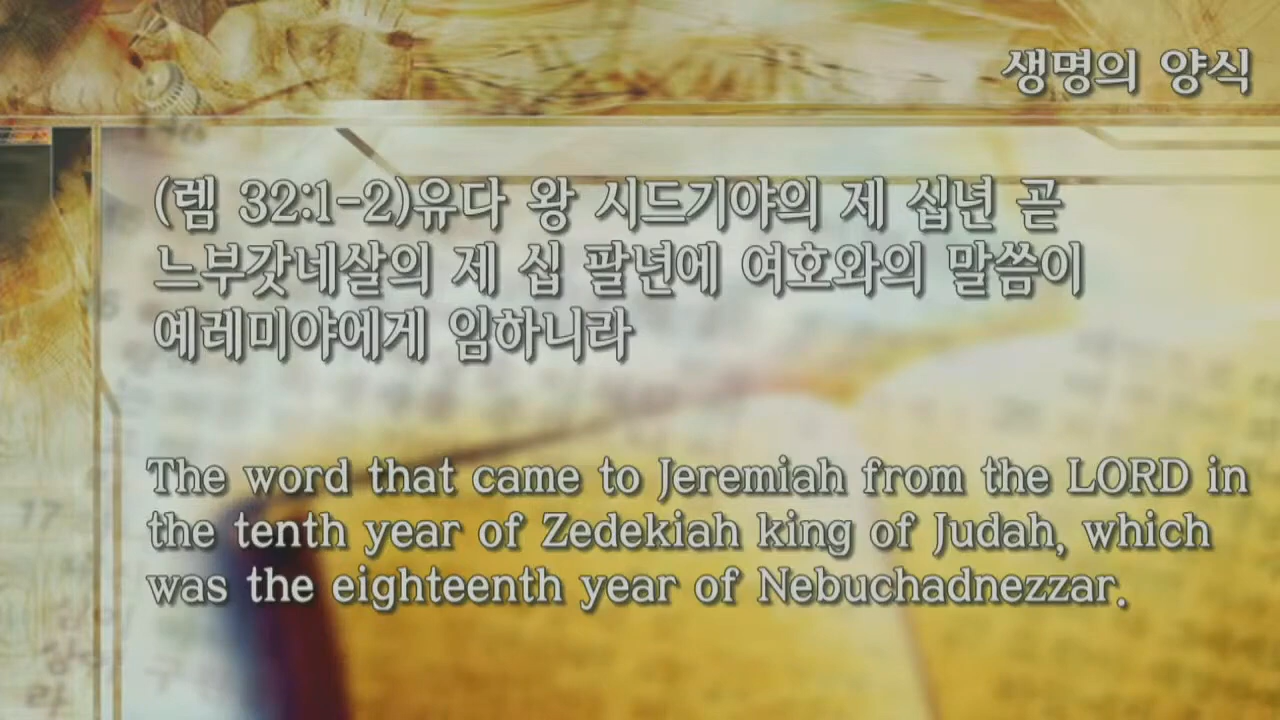 생명의 양식
(렘 32:1-2)유다 왕 시드기야의 제 십년 곧
느부갓네살의 제 십 팔년에 여호와의 말씀이
예레미야에게 임하니라
The word that came to Jeremiah from the LORD in
the tenth year of Zedekiah king of Judah, which
was the eighteenth year of Nebuchadnezzar.
17